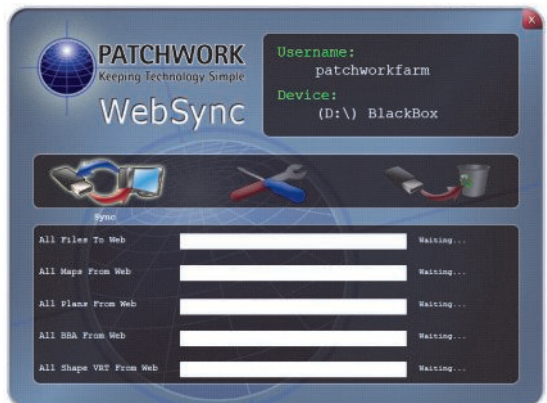 PATCHWORK
Keeping Technology Simple
WebSync
Username:
patchworkfarm
Device:
(D:\) BlackBox
X
Sync
All Files To Web Waiting...
All Maps From Web Waiting...
All Plans From Web Waiting...
All BBA From Web Waiting...
All Shape VRT From Web Waiting...